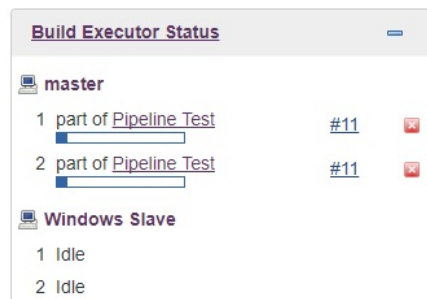 Build Executor Status
master
1 part of Pipeline Test #11
2 part of Pipeline Test #11
Windows Slave
1 Idle
2 Idle